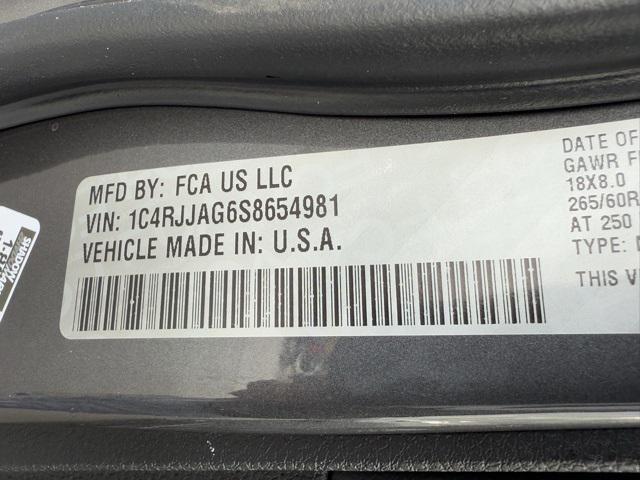 MFD BY: FCA US LLC
VIN: 1C4RJJAG6S8654981
VEHICLE MADE IN: U.S.A.
DATE OF
GAWR F
18X8.0
265/60R
AT 250
TYPE:
THIS V